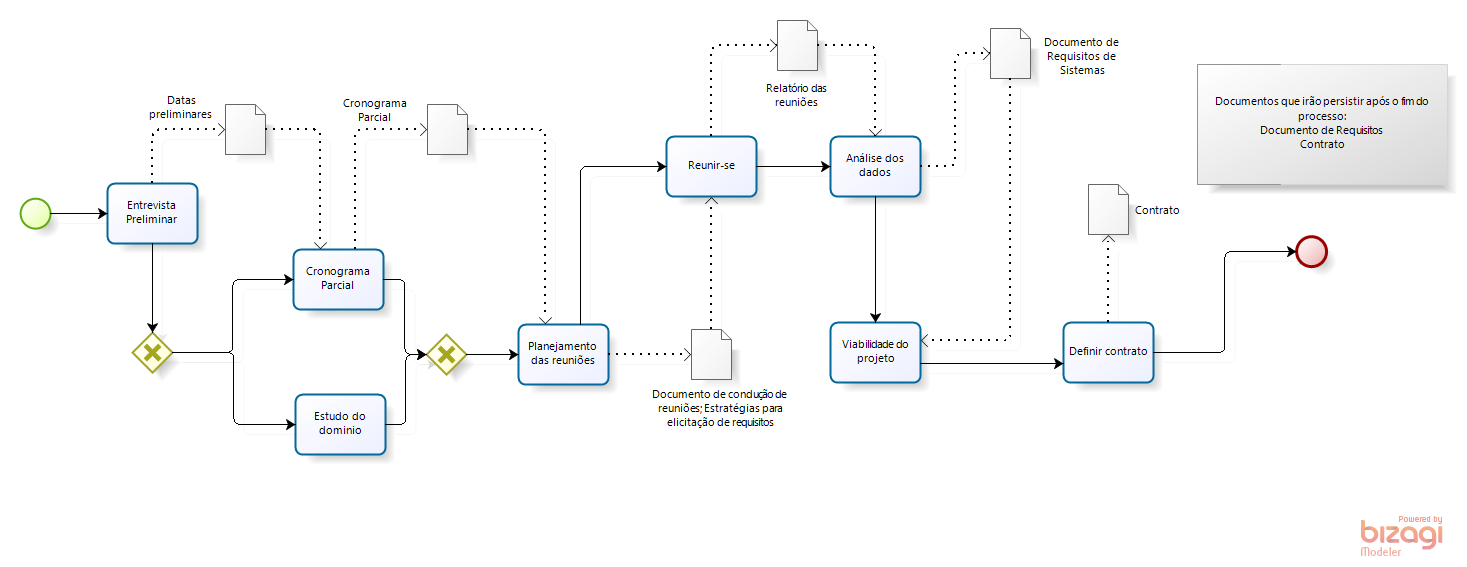 Datas
preliminares
Entrevista
Preliminar
Cronograma
Parcial
Cronograma
Parcial
Estudo do
dominio
Planejamento
das reuniões
Documento de condução de
reuniões; Estratégias para
elicitação de requisitos
Reunir-se
Relatório das
reuniões
Análise dos
dados
Documento de
Requisitos de
Sistemas
Viabilidade do
projeto
Definir contrato
Contrato
Documentos que irão persistir após o fim do
processo:
Documento de Requisitos
Contrato
Powered by
bizagi
Modeler